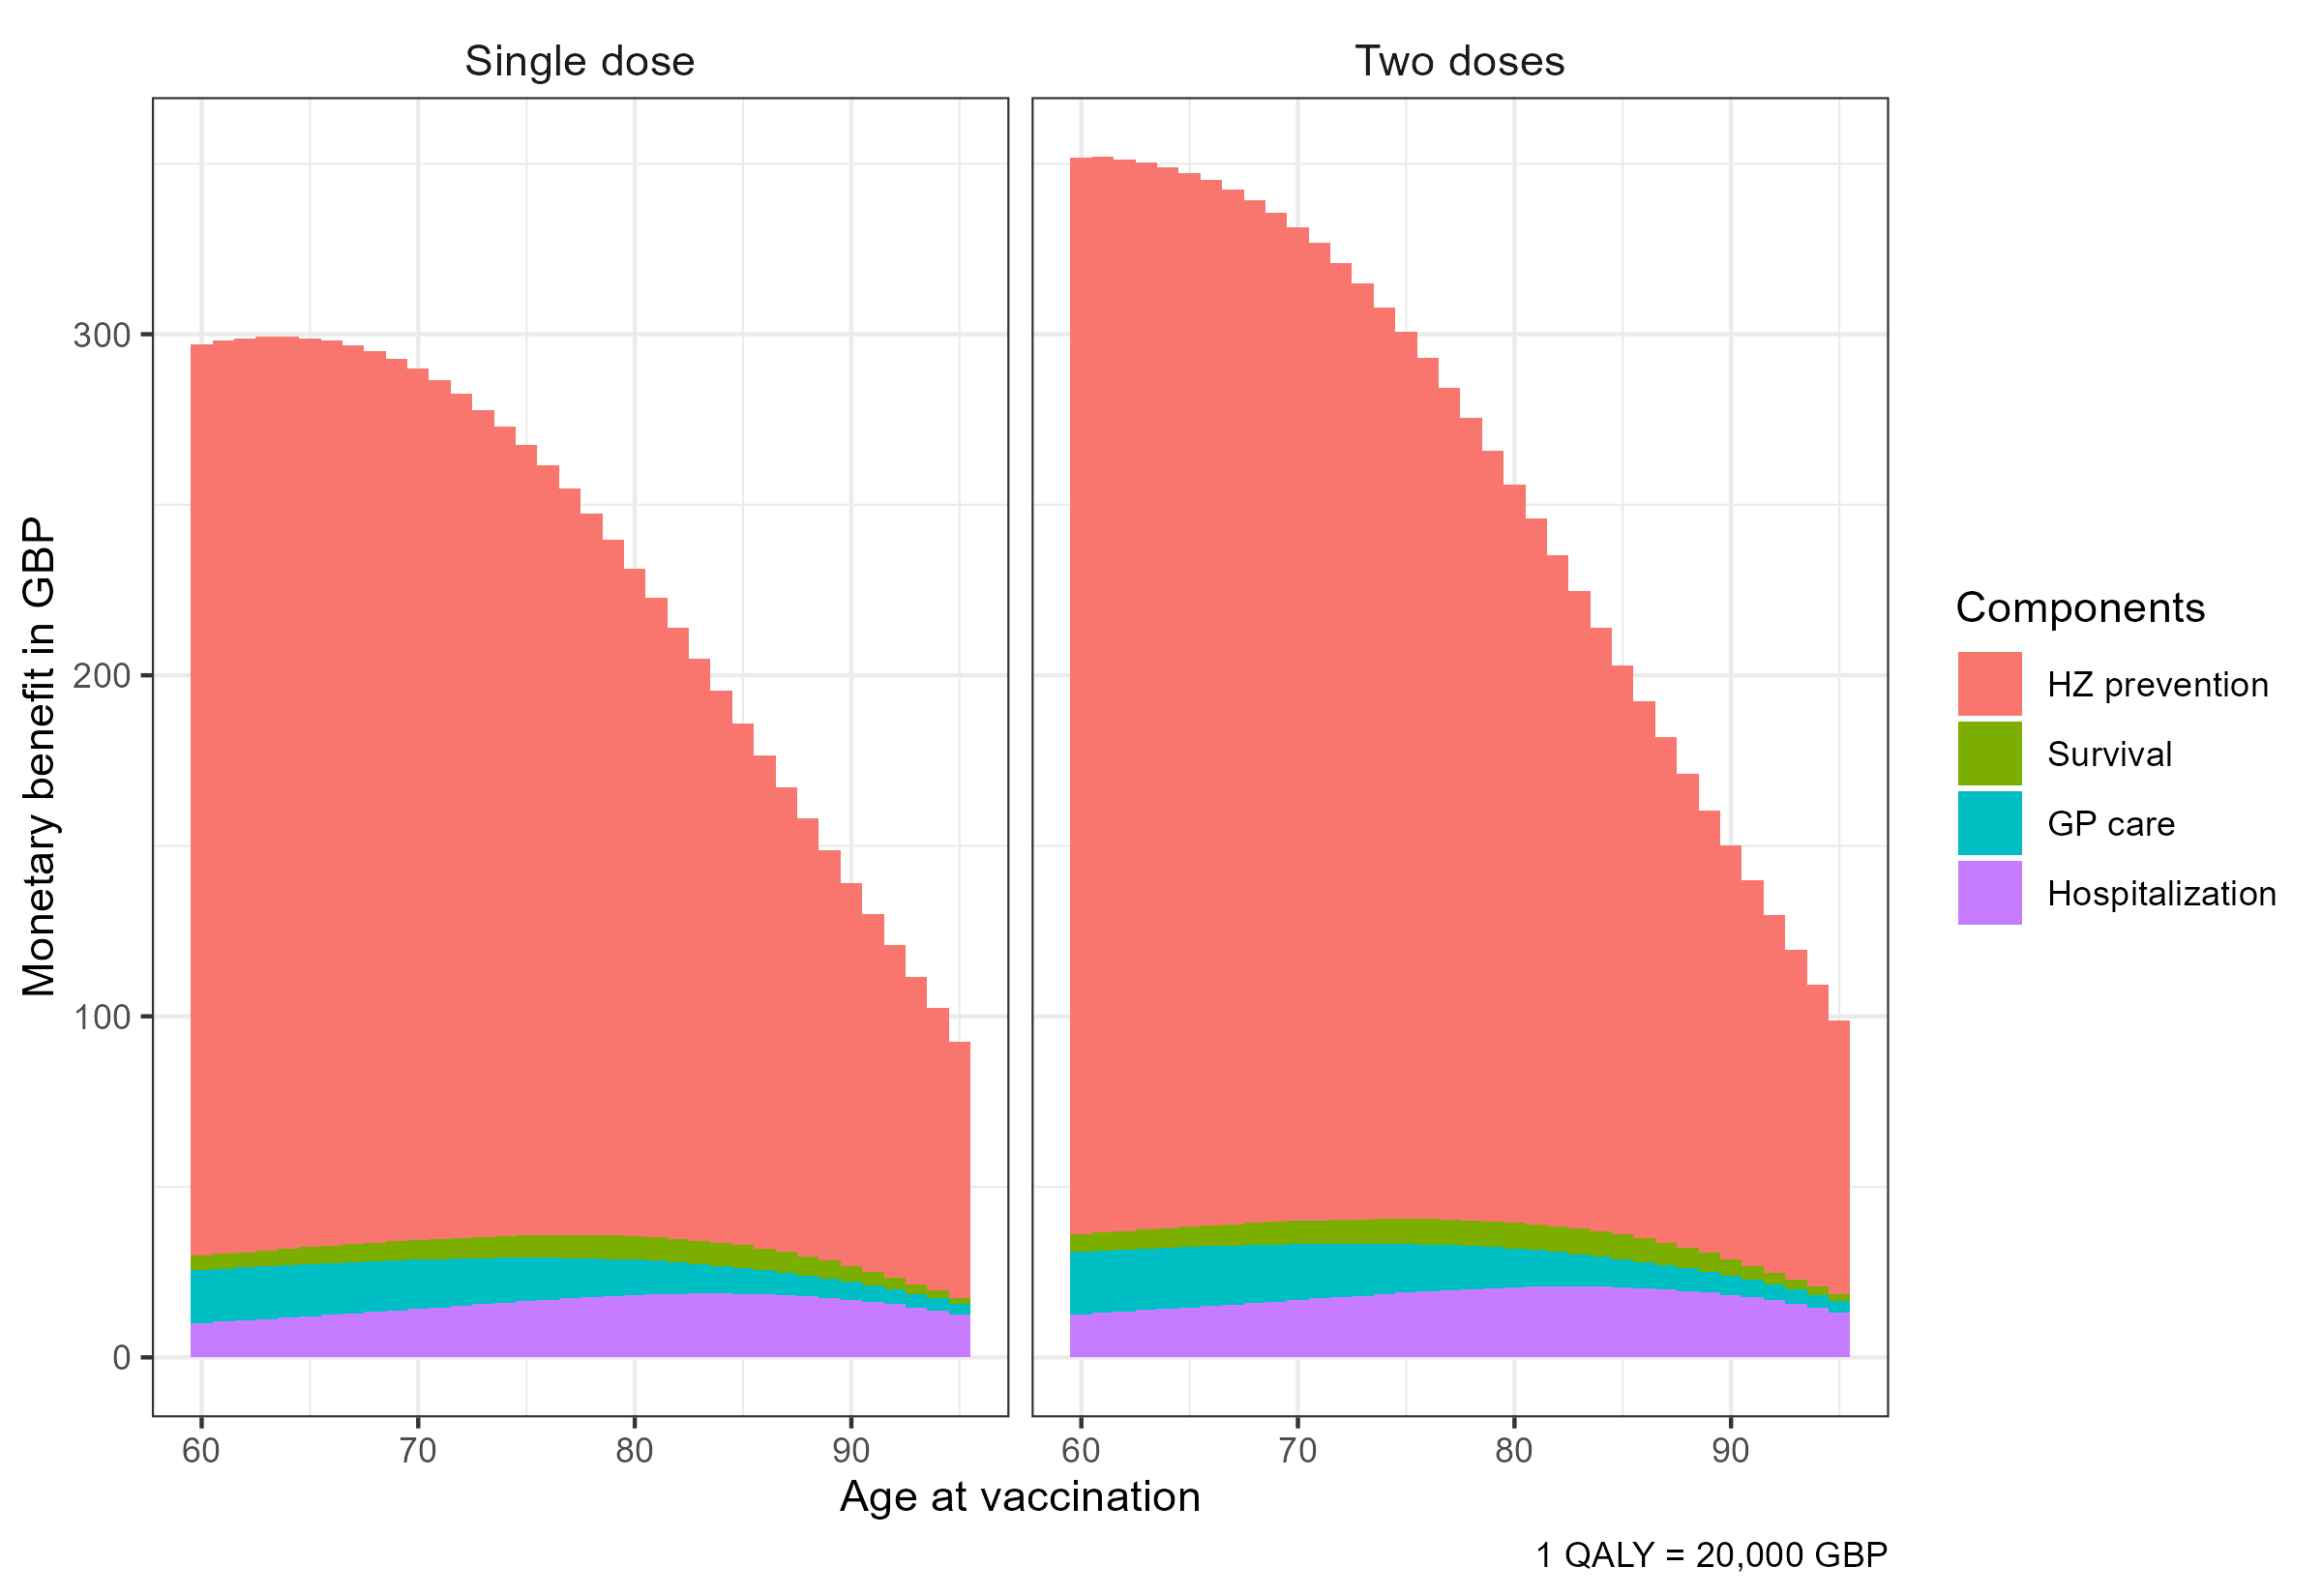 Single dose
Two doses
Monetary benefit in GBP
300
200
100
0
60 70 80 90
60 70 80 90
Age at vaccination
Components
HZ prevention
Survival
GP care
Hospitalization
1 QALY = 20,000 GBP